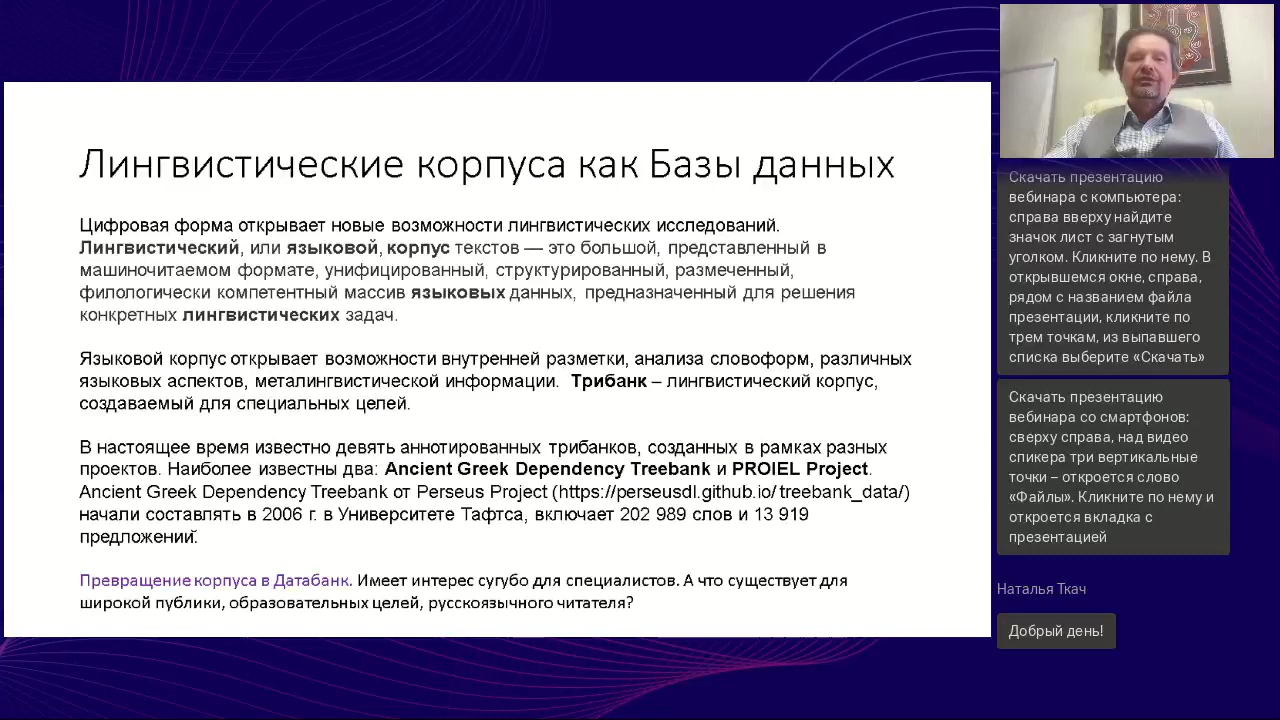 Лингвистические корпуса как Базы данных
Цифровая форма открывает новые возможности лингвистических исследований.
Лингвистический, или языковой, корпус текстов — это большой, представленный в
машиночитаемом формате, унифицированный, структурированный, размеченный,
филологически компетентный массив языковых данных, предназначенный для решения
конкретных лингвистических задач.
Языковой корпус открывает возможности внутренней разметки, анализа словоформ, различных
языковых аспектов, металингвистической информации. Трибанк – лингвистический корпус,
создаваемый для специальных целей.
В настоящее время известно девять аннотированных трибанков, созданных в рамках разных
проектов. Наиболее известны два: Ancient Greek Dependency Treebank и PROIEL Project.
Ancient Greek Dependency Treebank от Perseus Project (https://perseusdl.github.io/treebank_data/)
начали составлять в 2006 г. в Университете Тафтса, включает 202 989 слов и 13 919
предложений.
Превращение корпуса в Датабанк. Имеет интерес сугубо для специалистов. А что существует для
широкой публики, образовательных целей, русскоязычного читателя?
Скачать презентацию
вебинара с компьютера:
справа вверху найдите
значок лист с загнутым
уголком. Кликните по нему. В
открывшемся окне, справа,
рядом с названием файла
презентации, кликните по
трем точкам, из выпавшего
списка выберите «Скачать»
Скачать презентацию
вебинара со смартфонов:
сверху справа, над видео
спикера три вертикальные
точки – откроется слово
«Файлы». Кликните по нему и
откроется вкладка с
презентацией
Наталья Ткач
Добрый день!